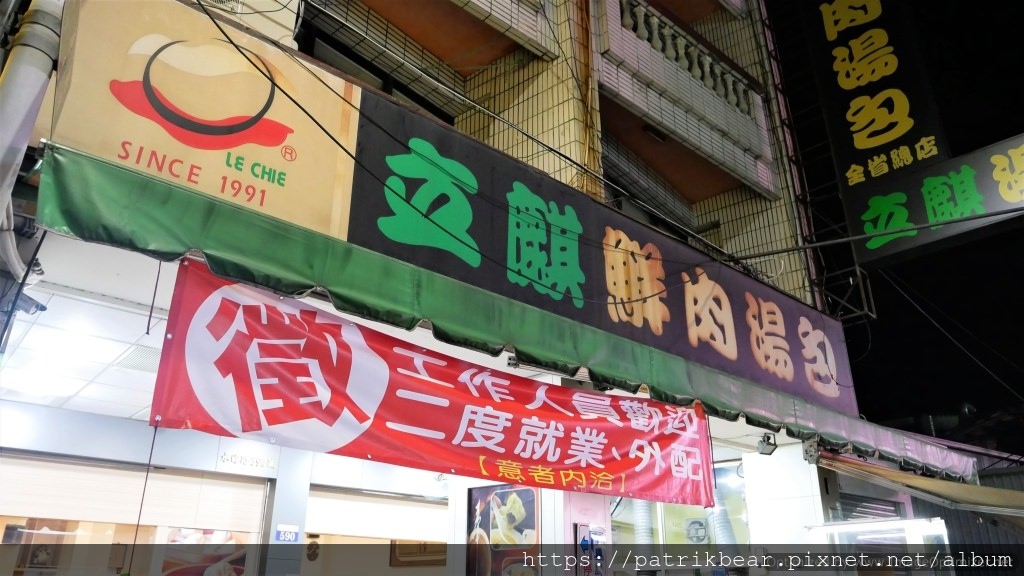 LE CHIE
®
SINCE 1991
立麒鮮肉湯包
肉湯包
全省總店
立麒湯
徵
工作人員歡迎
二度就業、外配
【意者內洽】
590
https://patrikbear.pixnet.net/album